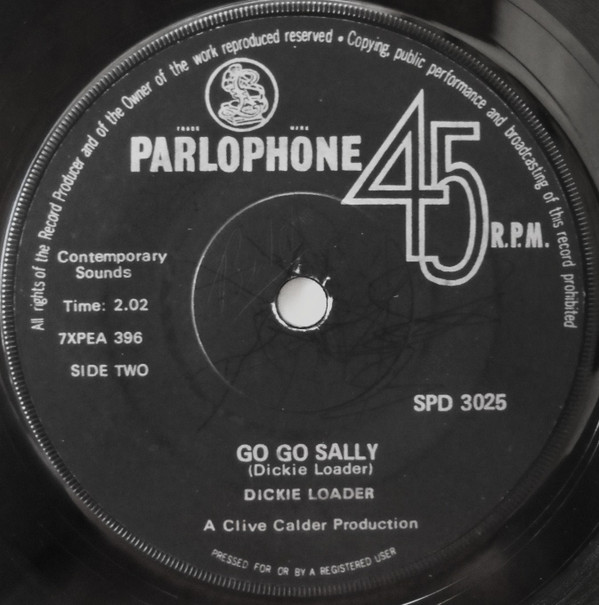 All rights of the Record Producer and of the Owner of the work reproduced reserved • Copying, public performance and broadcasting of this record prohibited
TRADE MARK
PARLOPHONE
45
R.P.M.
Contemporary
Sounds
Time: 2.02
7XPEA 396
SIDE TWO
SPD 3025
GO GO SALLY
(Dickie Loader)
DICKIE LOADER
A Clive Calder Production
PRESSED FOR OR BY A REGISTERED USER